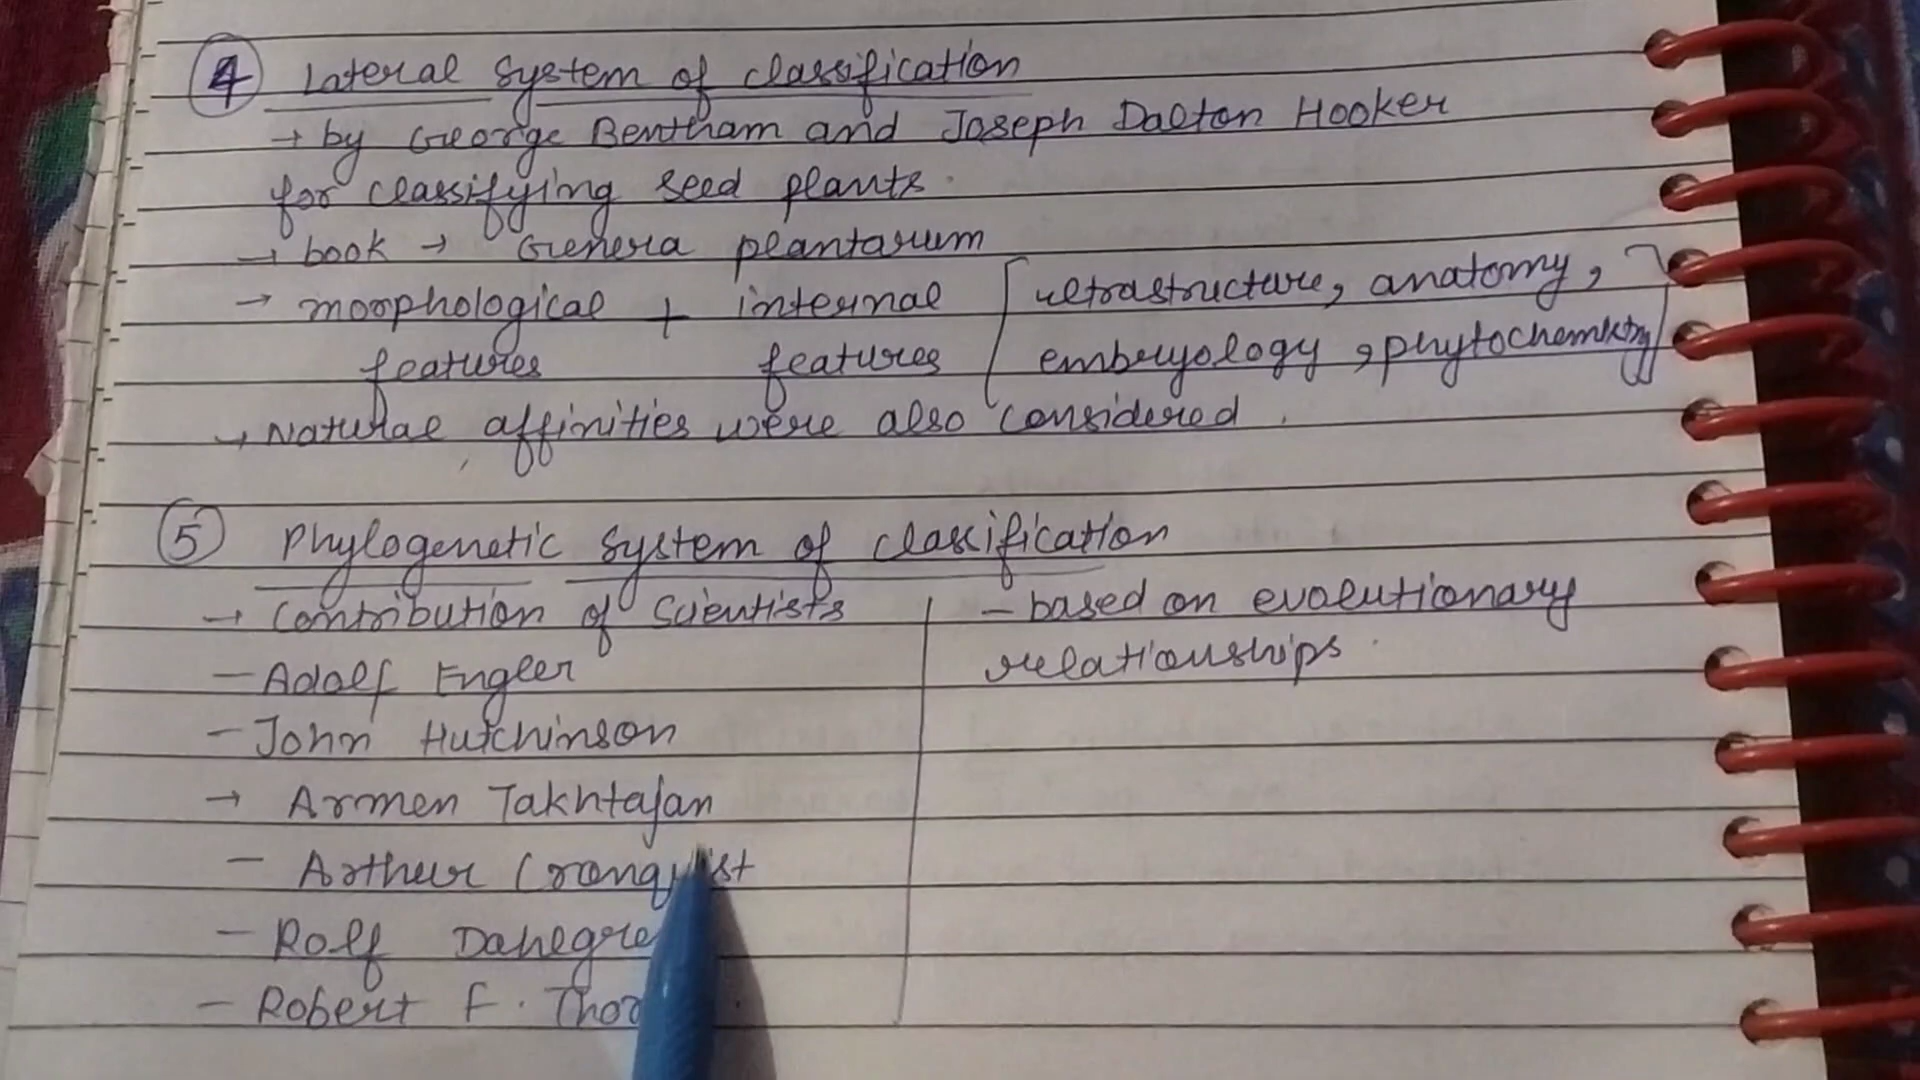 4 Lateral System of classification
→ by George Bentham and Joseph Dalton Hooker
for classifying seed plants.
→ book → Genera plantarum
→ morphological + internal [ultrastructure, anatomy,
features features embryology, phytochemistry]
→ Natural affinities were also considered.
5 Phylogenetic System of classification
→ Contribution of Scientists
- Adolf Engler
- John Hutchinson
→ Armen Takhtajan
- Arthur Cronquist
- Rolf
- Robert F.
- based on evolutionary
relationships.